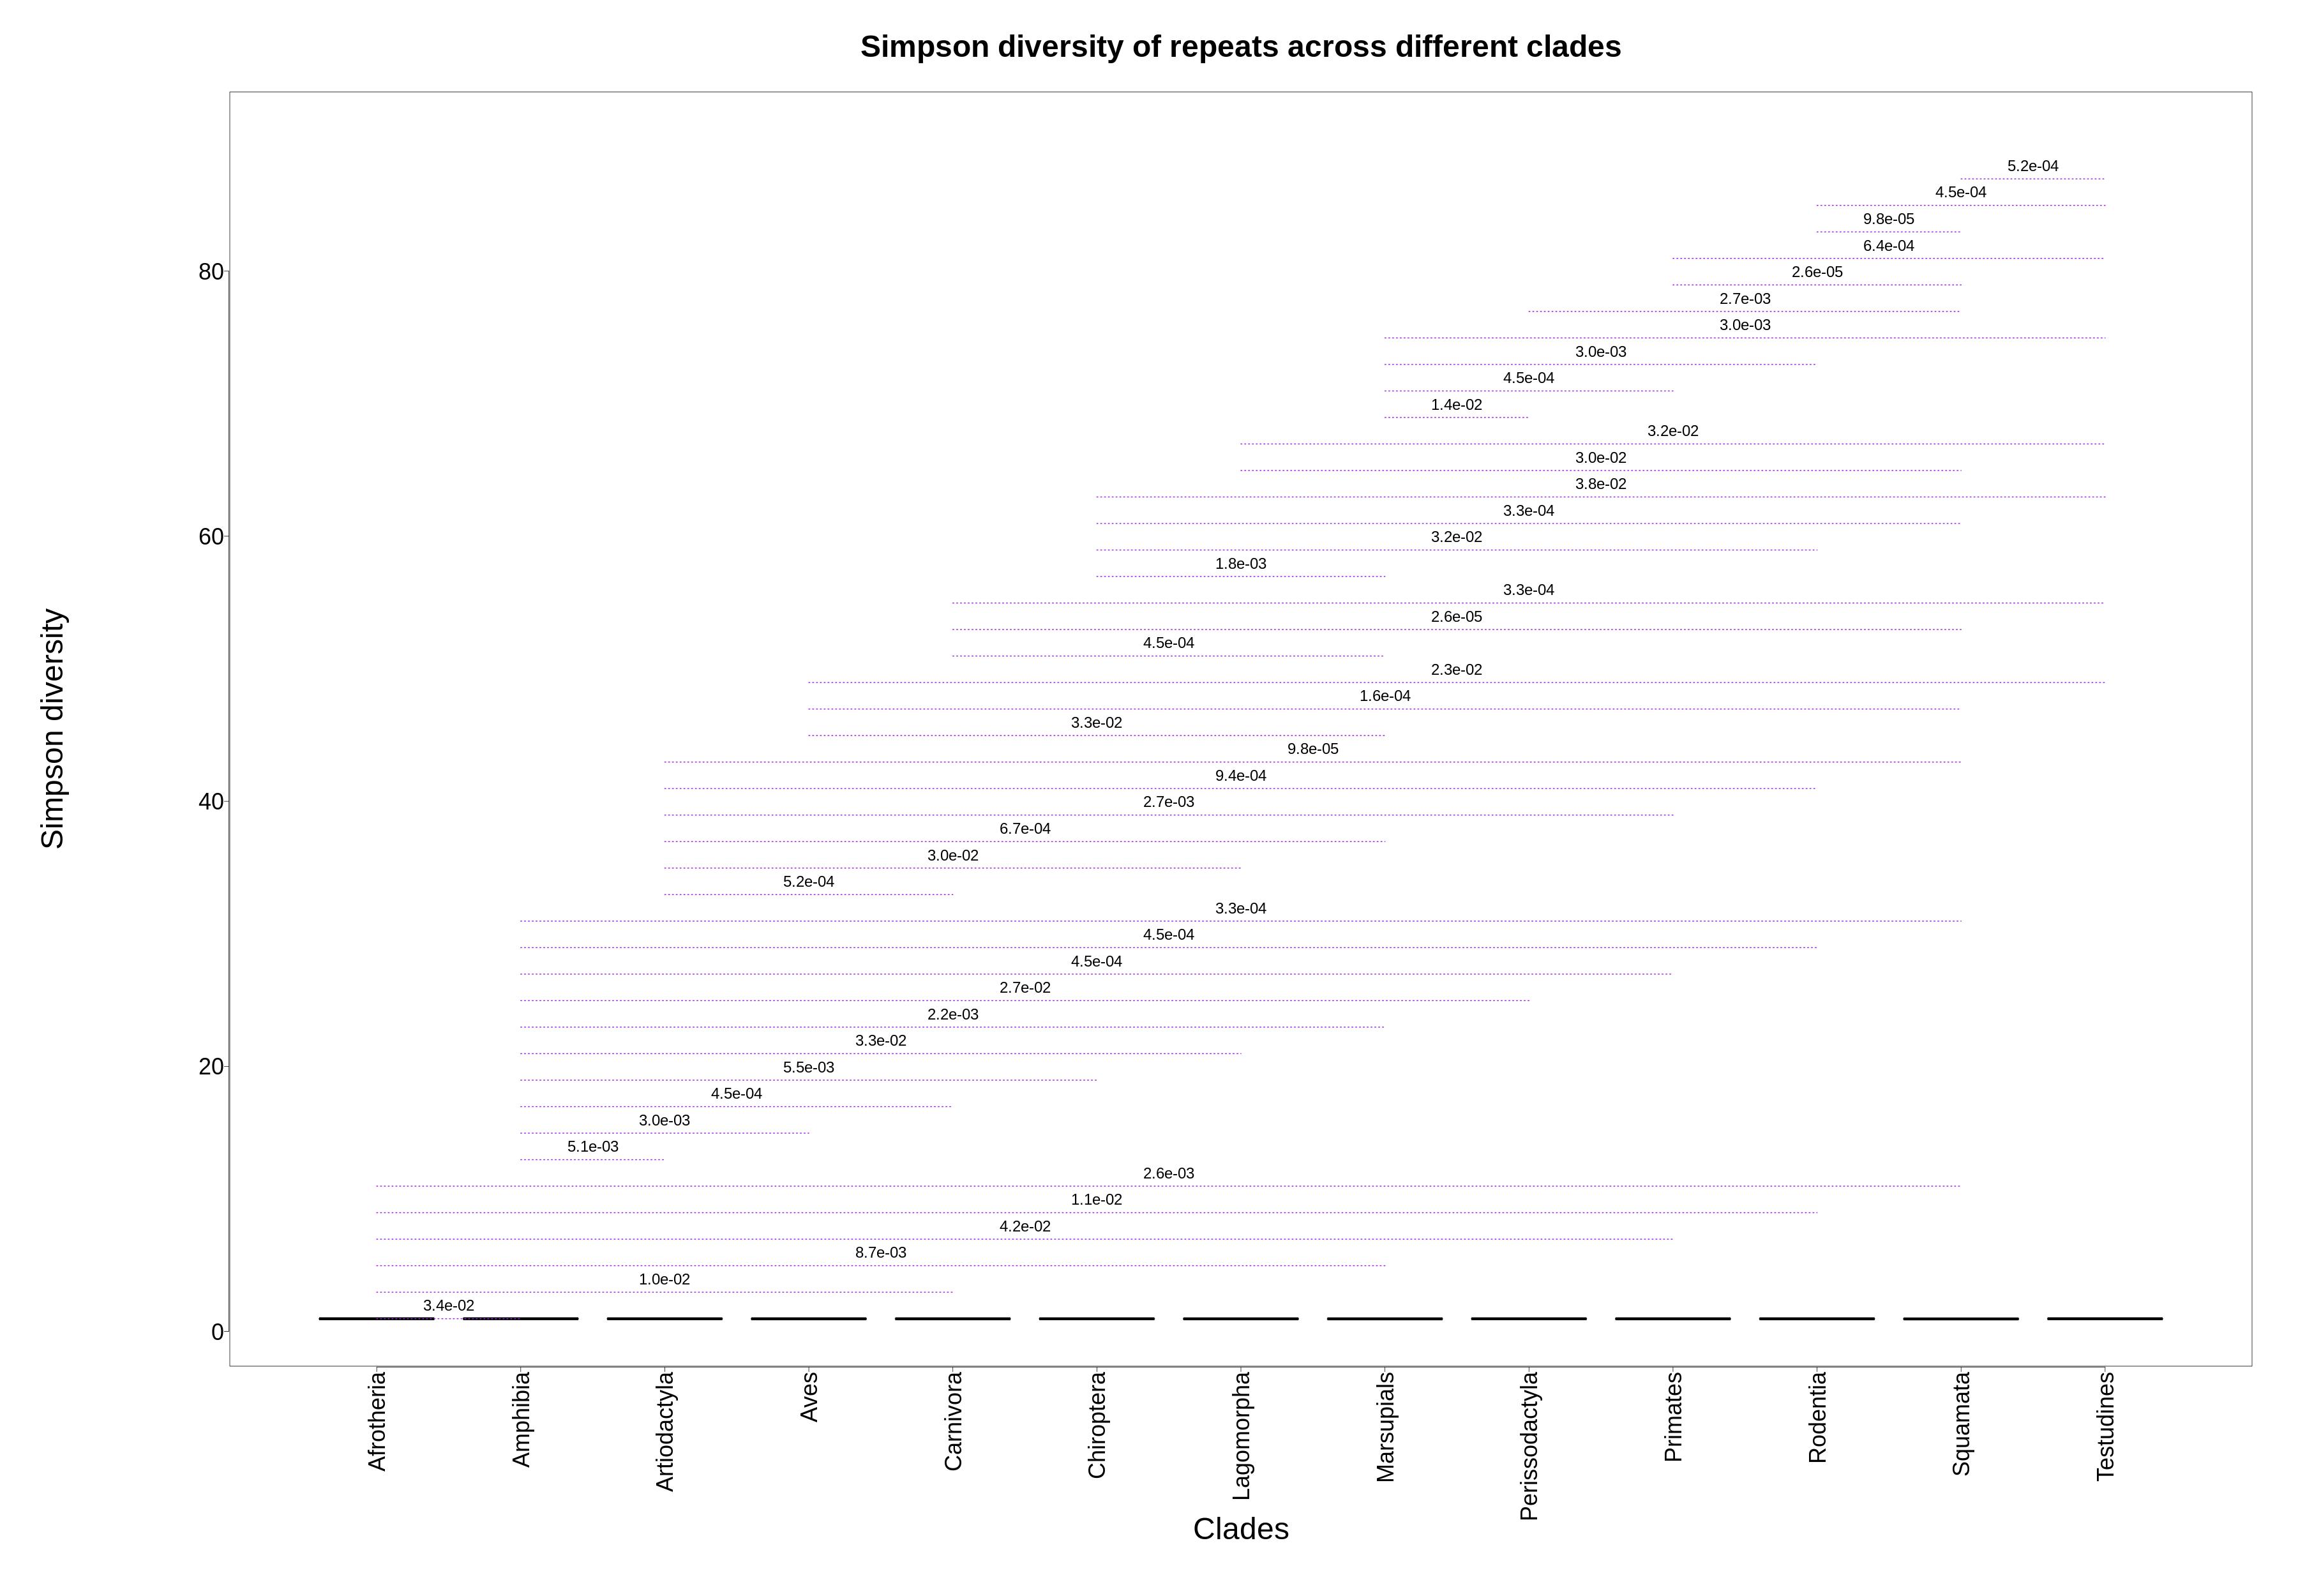 Simpson diversity of repeats across different clades
5.2e-04
4.5e-04
9.8e-05
6.4e-04
80
2.6e-05
2.7e-03
3.0e-03
3.0e-03
4.5e-04
1.4e-02
3.2e-02
3.0e-02
3.8e-02
3.3e-04
60
3.2e-02
1.8e-03
3.3e-04
2.6e-05
4.5e-04
2.3e-02
1.6e-04
3.3e-02
9.8e-05
9.4e-04
40
2.7e-03
6.7e-04
3.0e-02
5.2e-04
3.3e-04
4.5e-04
4.5e-04
2.7e-02
2.2e-03
3.3e-02
20
5.5e-03
4.5e-04
3.0e-03
5.1e-03
2.6e-03
1.1e-02
4.2e-02
8.7e-03
1.0e-02
3.4e-02
0
Simpson diversity
Afrotheria
Amphibia
Artiodactyla
Aves
Carnivora
Chiroptera
Lagomorpha
Marsupials
Perissodactyla
Primates
Rodentia
Squamata
Testudines
Clades